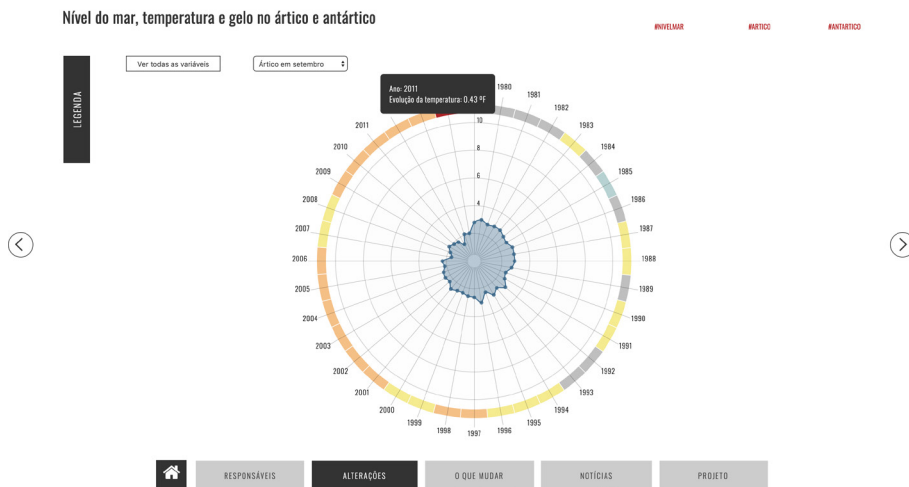 Nível do mar, temperatura e gelo no ártico e antártico
#NIVELMAR
#ARTICO
#ANTARTICO
LEGENDA
Ver todas as variáveis
Ártico em setembro
Ano: 2011
Evolução da temperatura: 0.43 ºF
1980
1981
1982
1983
1984
1985
1986
1987
1988
1989
1990
1991
1992
1993
1994
1995
1996
1997
1998
1999
2000
2001
2002
2003
2004
2005
2006
2007
2008
2009
2010
2011
10
8
6
4
RESPONSÁVEIS
ALTERAÇÕES
O QUE MUDAR
NOTÍCIAS
PROJETO